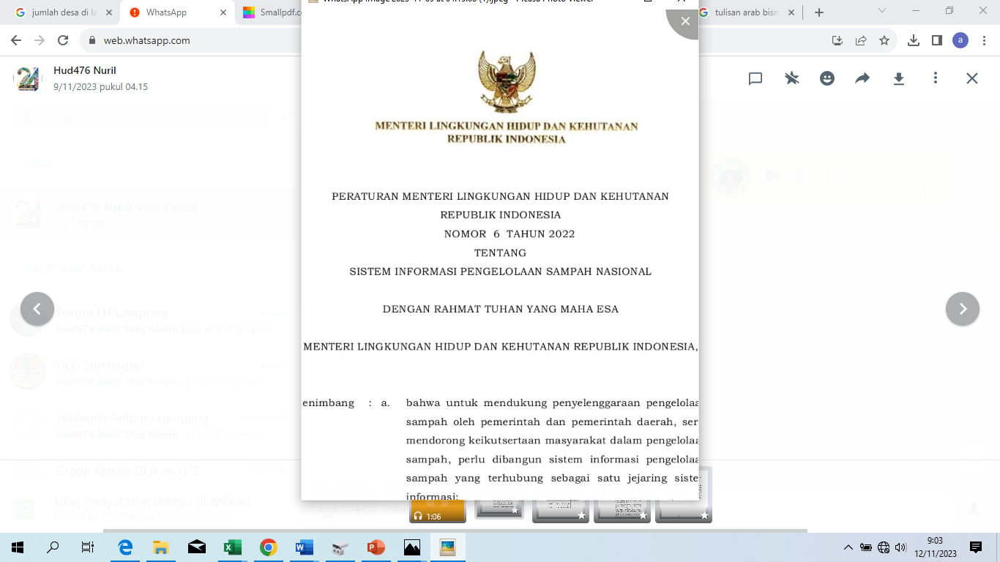 jumlah desa di la
WhatsApp
Smallpdf.c
tulisan arab bism
web.whatsapp.com
a
Hud476 Nuril
9/11/2023 pukul 04.15
nuril
CHAT
Hud476 Nuril Way Kanan
Mantap
GRUP YANG SAMA
Forum LH Lampung
Jumat
Hud476 Nuril Way Kanan juga ada di grup ini
DLH Sumbagsel
Kamis
Hud476 Nuril Way Kanan juga ada di grup ini
Jakstrada Adipura Lampung
Hud476 Nuril Way Kanan juga ada di grup ini
Group Kepala DLH se-LPG
Lihat riwayat chat lainnya di aplikasi
Dapatkan WhatsApp untuk Windows
MENTERI LINGKUNGAN HIDUP DAN KEHUTANAN
REPUBLIK INDONESIA
PERATURAN MENTERI LINGKUNGAN HIDUP DAN KEHUTANAN
REPUBLIK INDONESIA
NOMOR 6 TAHUN 2022
TENTANG
SISTEM INFORMASI PENGELOLAAN SAMPAH NASIONAL
DENGAN RAHMAT TUHAN YANG MAHA ESA
MENTERI LINGKUNGAN HIDUP DAN KEHUTANAN REPUBLIK INDONESIA,
enimbang : a. bahwa untuk mendukung penyelenggaraan pengelolaa
sampah oleh pemerintah dan pemerintah daerah, ser
mendorong keikutsertaan masyarakat dalam pengelolaa
sampah, perlu dibangun sistem informasi pengelolaa
sampah yang terhubung sebagai satu jejaring siste
informasi;
1:06
9:03
12/11/2023